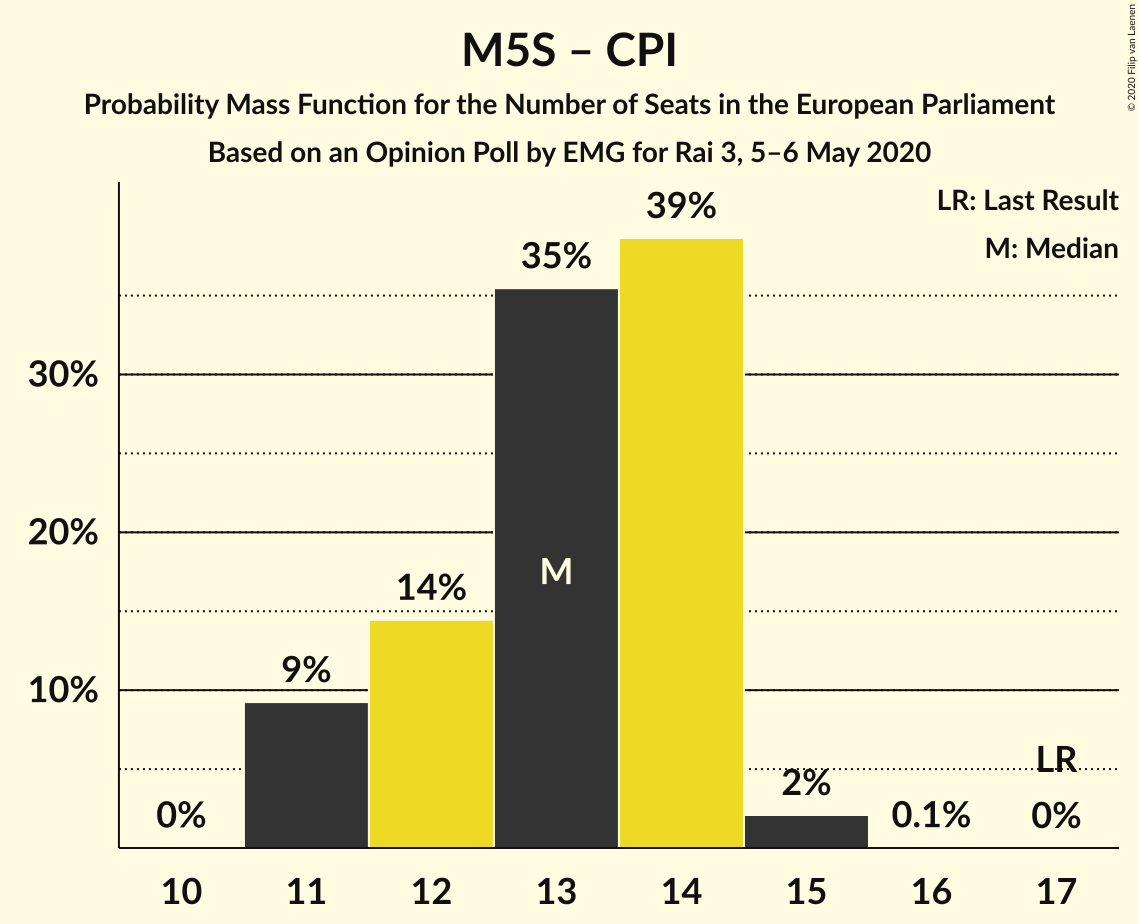 M5S – CPI
Probability Mass Function for the Number of Seats in the European Parliament
Based on an Opinion Poll by EMG for Rai 3, 5–6 May 2020
© 2020 Filip van Laenen
LR: Last Result
M: Median
39%
35%
30%
20%
14%
M
9%
10%
LR
2%
0%
0.1%
0%
10 11 12 13 14 15 16 17